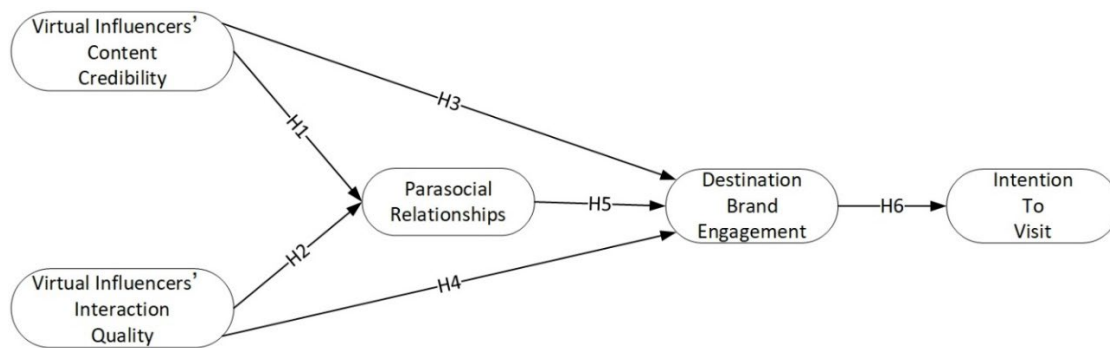 Virtual Influencers’
Content
Credibility
H3
H1
Parasocial
Relationships
H5
Destination
Brand
Engagement
H6
Intention
To
Visit
H2
H4
Virtual Influencers’
Interaction
Quality